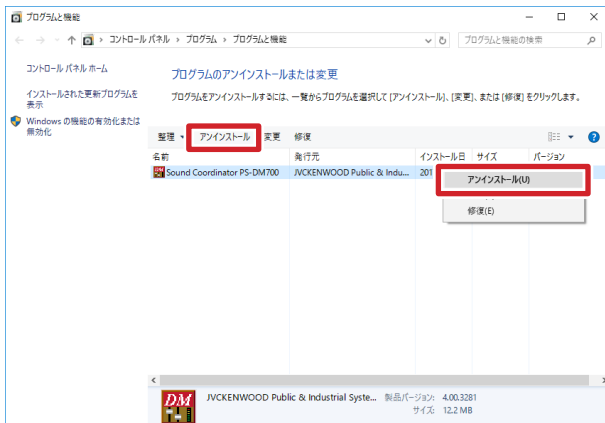 プログラムと機能
コントロール パネル › プログラム › プログラムと機能
プログラムと機能の検索
コントロール パネル ホーム
インストールされた更新プログラムを
表示
Windows の機能の有効化または
無効化
プログラムのアンインストールまたは変更
プログラムをアンインストールするには、一覧からプログラムを選択して [アンインストール]、[変更]、または [修復] をクリックします。
整理 アンインストール 変更 修復
名前 発行元 インストール日 サイズ バージョン
Sound Coordinator PS-DM700 JVCKENWOOD Public & Indu... 201
アンインストール(U)
修復(E)
DM
JVCKENWOOD Public & Industrial Syste... 製品バージョン: 4.00.3281
サイズ: 12.2 MB